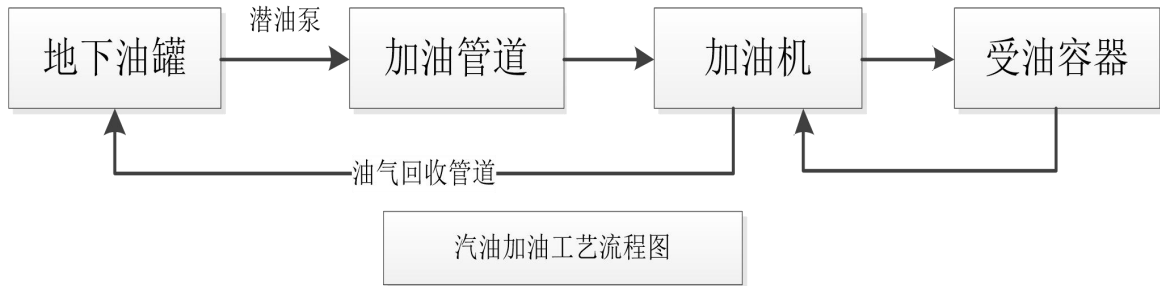 潜油泵
地下油罐
加油管道
加油机
受油容器
油气回收管道
汽油加油工艺流程图